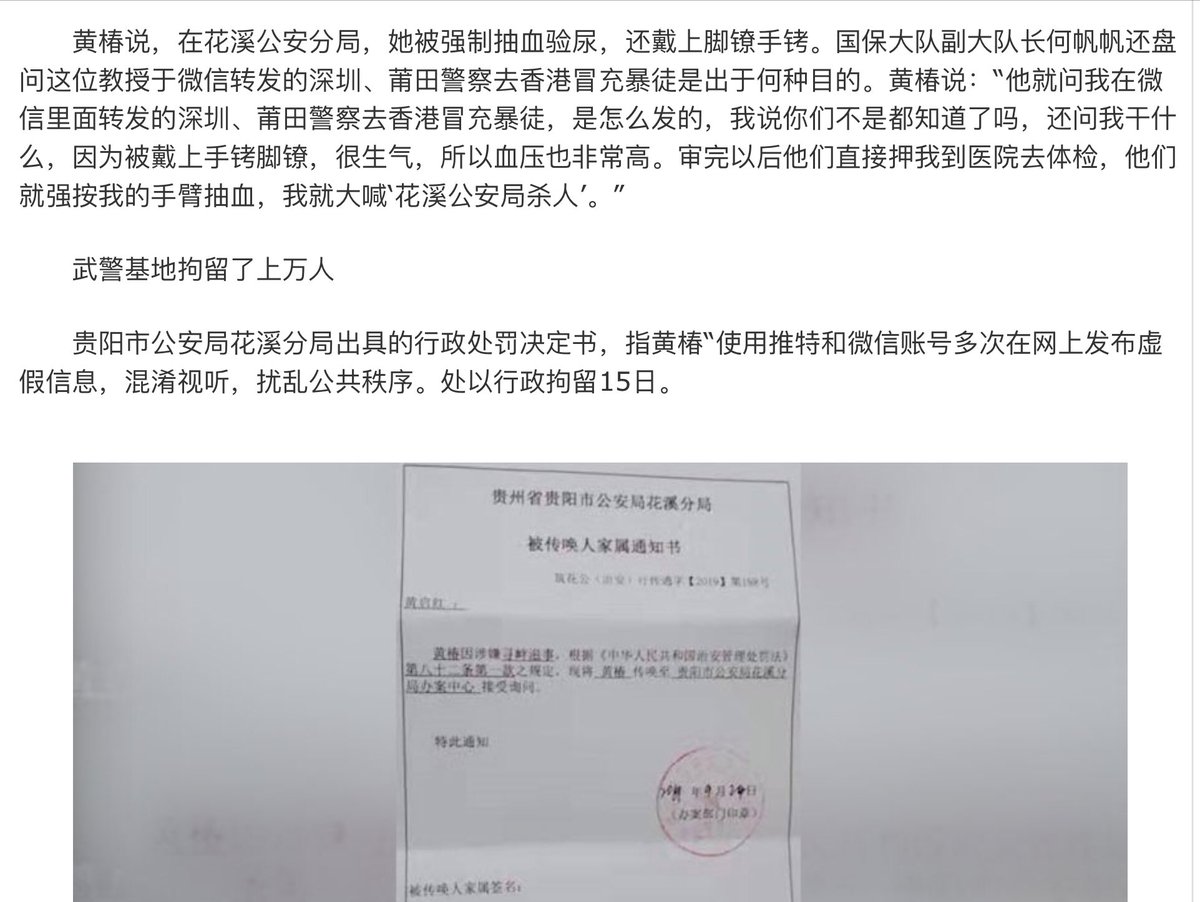 黄椿说，在花溪公安分局，她被强制抽血验尿，还戴上脚镣手铐。国保大队副大队长何帆帆还盘
问这位教授于微信转发的深圳、莆田警察去香港冒充暴徒是出于何种目的。黄椿说：“他就问我在微
信里面转发的深圳、莆田警察去香港冒充暴徒，是怎么发的，我说你们不是都知道了吗，还问我干什
么，因为被戴上手铐脚镣，很生气，所以血压也非常高。审完以后他们直接押我到医院去体检，他们
就强按我的手臂抽血，我就大喊‘花溪公安局杀人’。”
武警基地拘留了上万人
贵阳市公安局花溪分局出具的行政处罚决定书，指黄椿“使用推特和微信账号多次在网上发布虚
假信息，混淆视听，扰乱公共秩序。处以行政拘留15日。
贵州省贵阳市公安局花溪分局
被传唤人家属通知书
筑花公（治安）行传通字【2019】第188号
黄启红：
黄椿因涉嫌寻衅滋事，根据《中华人民共和国治安管理处罚法》
第八十二条第一款之规定，现将 黄椿 传唤至 贵阳市公安局花溪分
局办案中心 接受询问。
特此通知
年9月 日
（办案部门印章）
被传唤人家属签名：